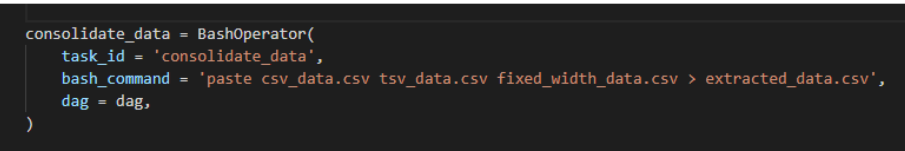 consolidate_data = BashOperator(
    task_id = 'consolidate_data',
    bash_command = 'paste csv_data.csv tsv_data.csv fixed_width_data.csv > extracted_data.csv',
    dag = dag,
)